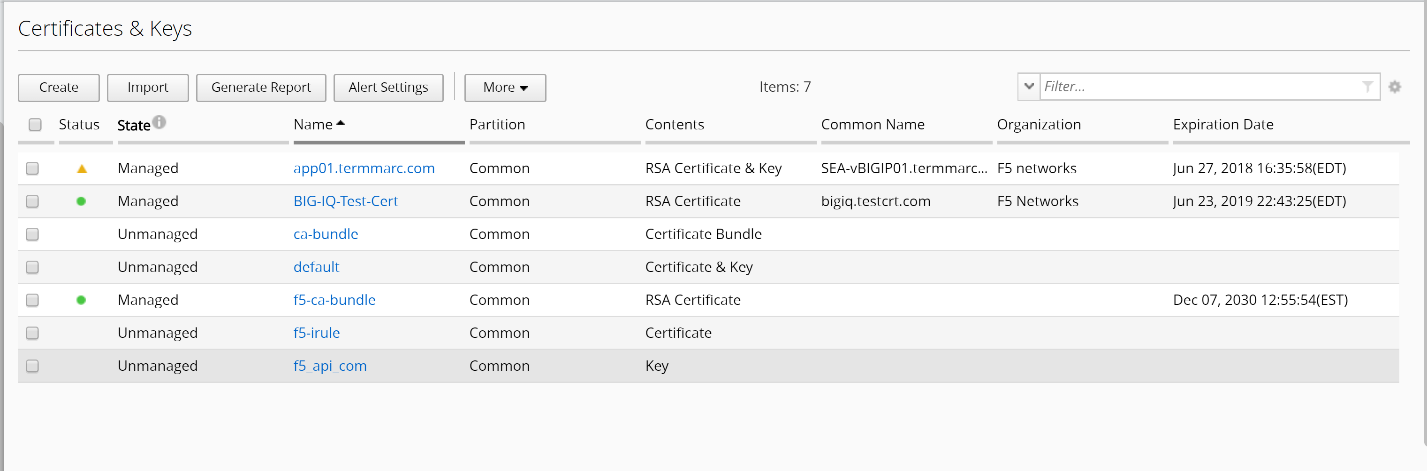 Certificates & Keys
Create Import Generate Report Alert Settings More Items: 7 Filter...
Status State Name Partition Contents Common Name Organization Expiration Date
Managed app01.termmarc.com Common RSA Certificate & Key SEA-vBIGIP01.termmarc... F5 networks Jun 27, 2018 16:35:58(EDT)
Managed BIG-IQ-Test-Cert Common RSA Certificate bigiq.testcrt.com F5 Networks Jun 23, 2019 22:43:25(EDT)
Unmanaged ca-bundle Common Certificate Bundle
Unmanaged default Common Certificate & Key
Managed f5-ca-bundle Common RSA Certificate Dec 07, 2030 12:55:54(EST)
Unmanaged f5-irule Common Certificate
Unmanaged f5_api_com Common Key